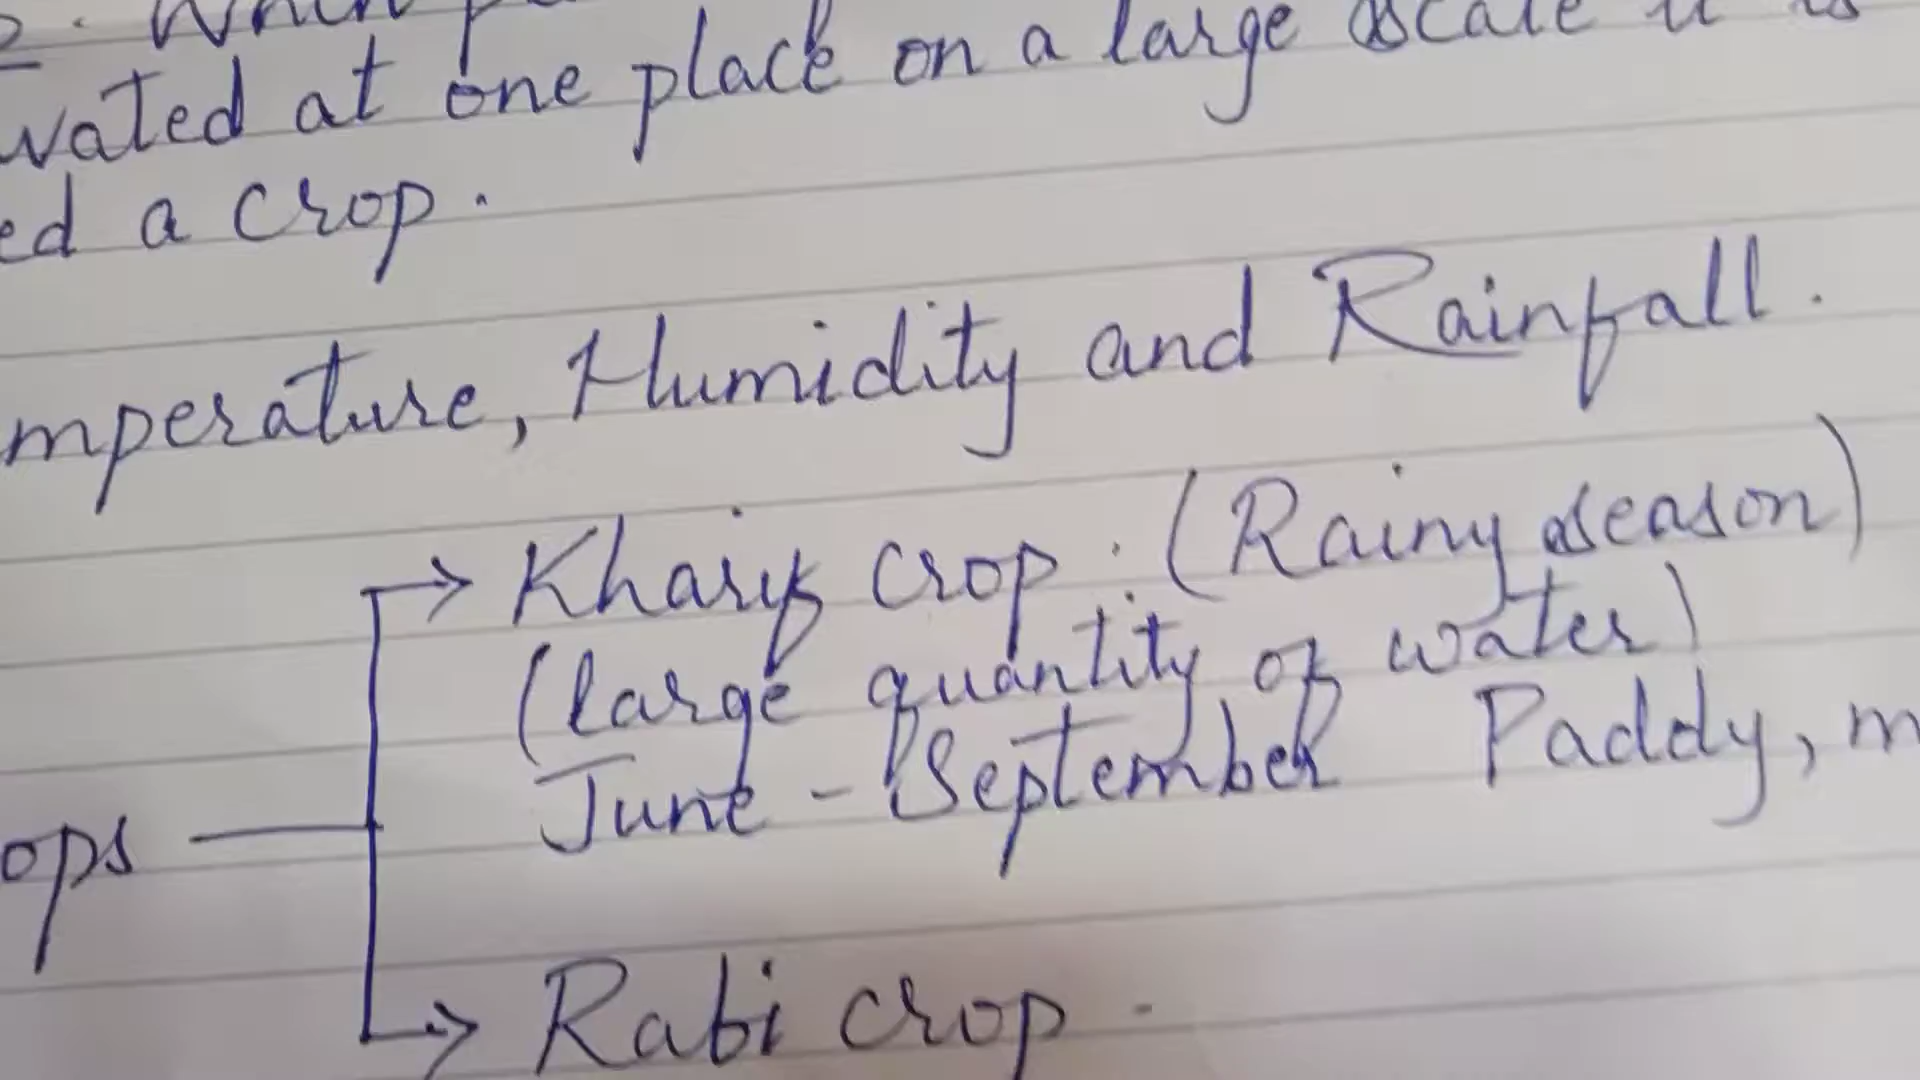 vated at one place on a large scale it is
ed a crop.
mperature, Humidity and Rainfall.
Kharif crop : (Rainy season)
(large quantity of water)
June - September Paddy, m
ops
Rabi crop .